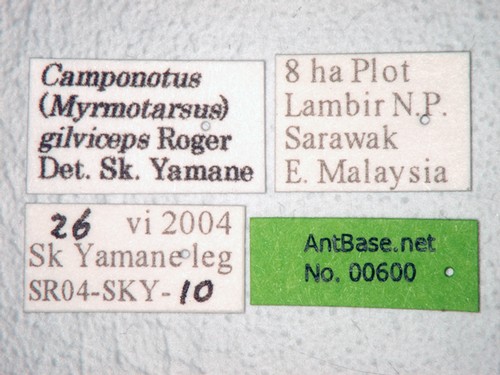 Camponotus
(Myrmotarsus)
gilviceps Roger
Det. Sk. Yamane
8 ha Plot
Lambir N.P.
Sarawak
E. Malaysia
26 vi 2004
Sk Yamane leg
SR04-SKY-10
AntBase.net
No. 00600